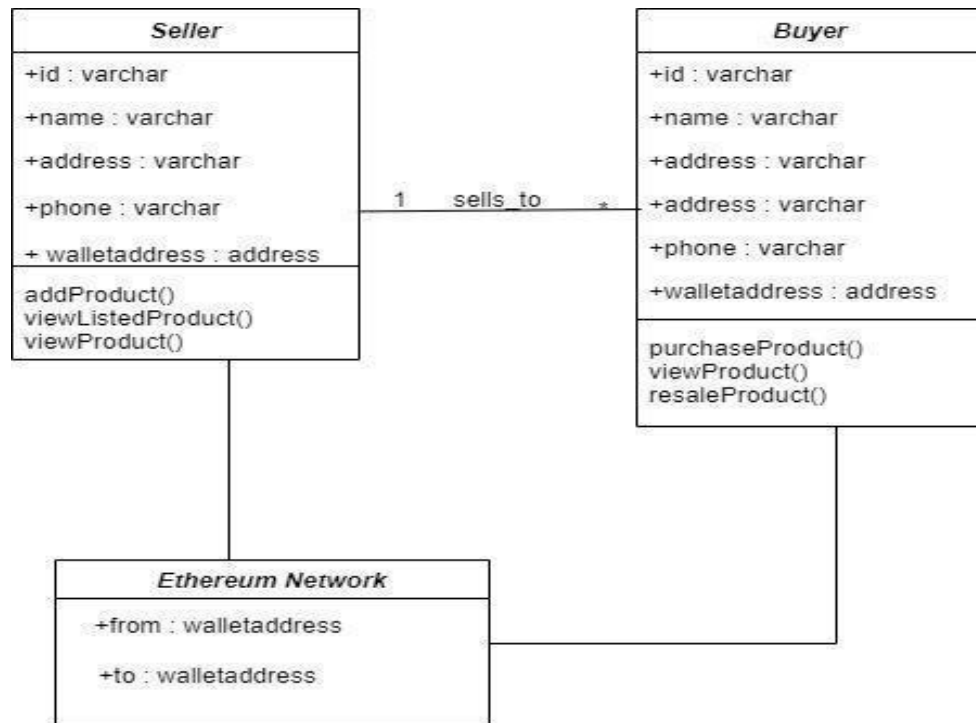 Seller
+id : varchar
+name : varchar
+address : varchar
+phone : varchar
+ walletaddress : address
addProduct()
viewListedProduct()
viewProduct()
1 sells_to *
Buyer
+id : varchar
+name : varchar
+address : varchar
+address : varchar
+phone : varchar
+walletaddress : address
purchaseProduct()
viewProduct()
resaleProduct()
Ethereum Network
+from : walletaddress
+to : walletaddress